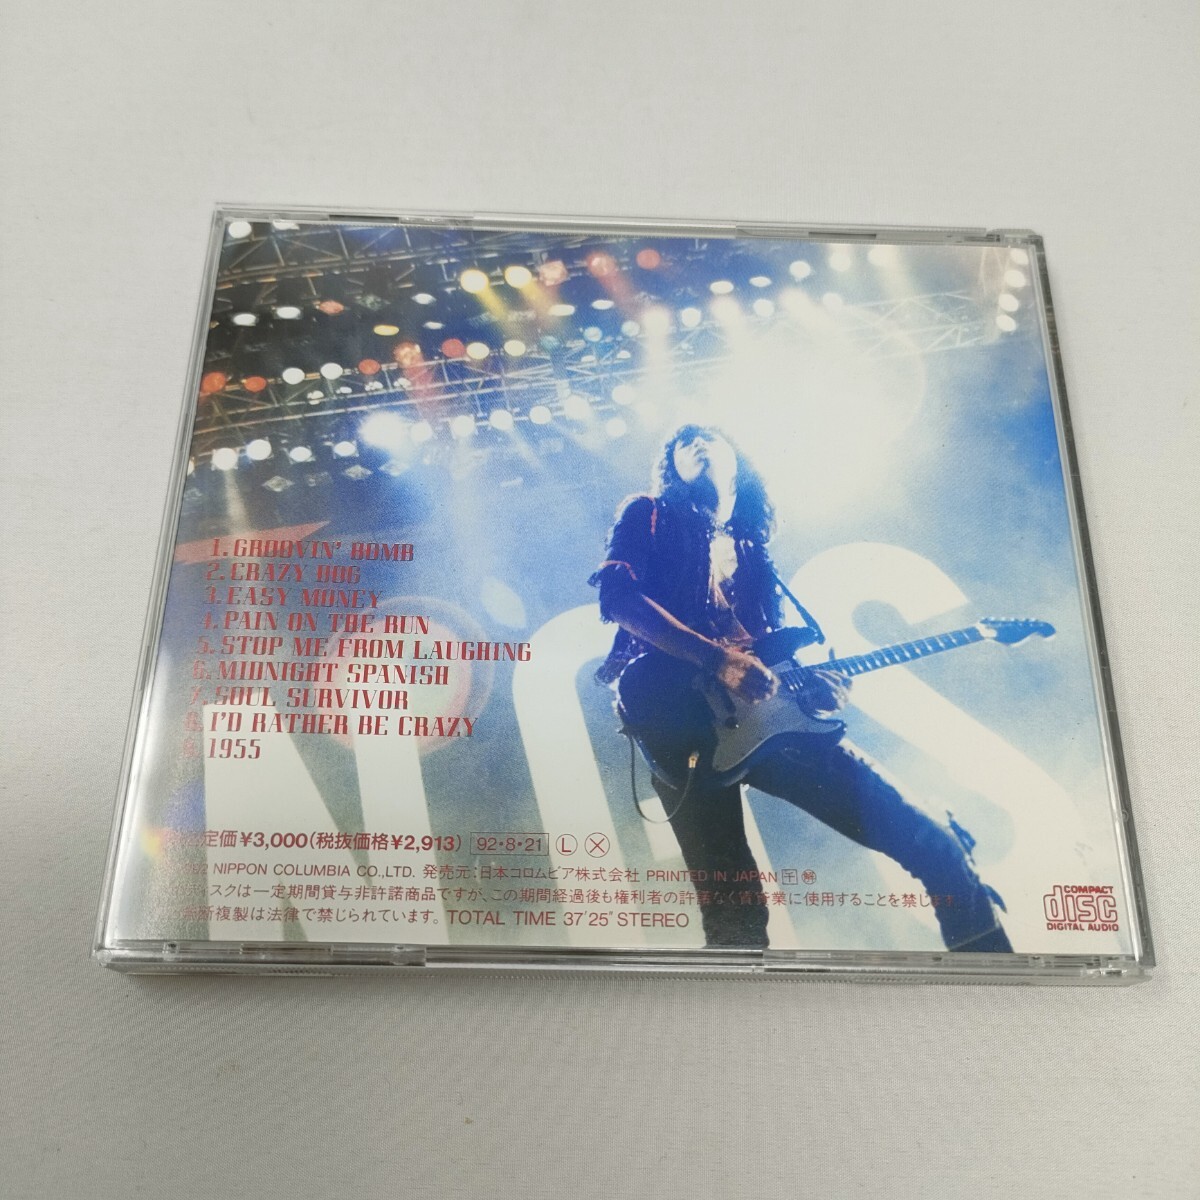 1. GROOVIN' BOMB
2. CRAZY DOG
3. EASY MONEY
4. PAIN ON THE RUN
5. STOP ME FROM LAUGHING
6. MIDNIGHT SPANISH
7. SOUL SURVIVOR
8. I'D RATHER BE CRAZY
9. 1955
定価¥3,000(税抜価格¥2,913) 92・8・21 L X
NIPPON COLUMBIA CO.,LTD. 発売元:日本コロムビア株式会社 PRINTED IN JAPAN
スクは一定期間貸与非許諾商品ですが、この期間経過後も権利者の許諾なく賃貸業に使用することを禁じます。
無断複製は法律で禁じられています。 TOTAL TIME 37'25" STEREO
COMPACT
disc
DIGITAL AUDIO